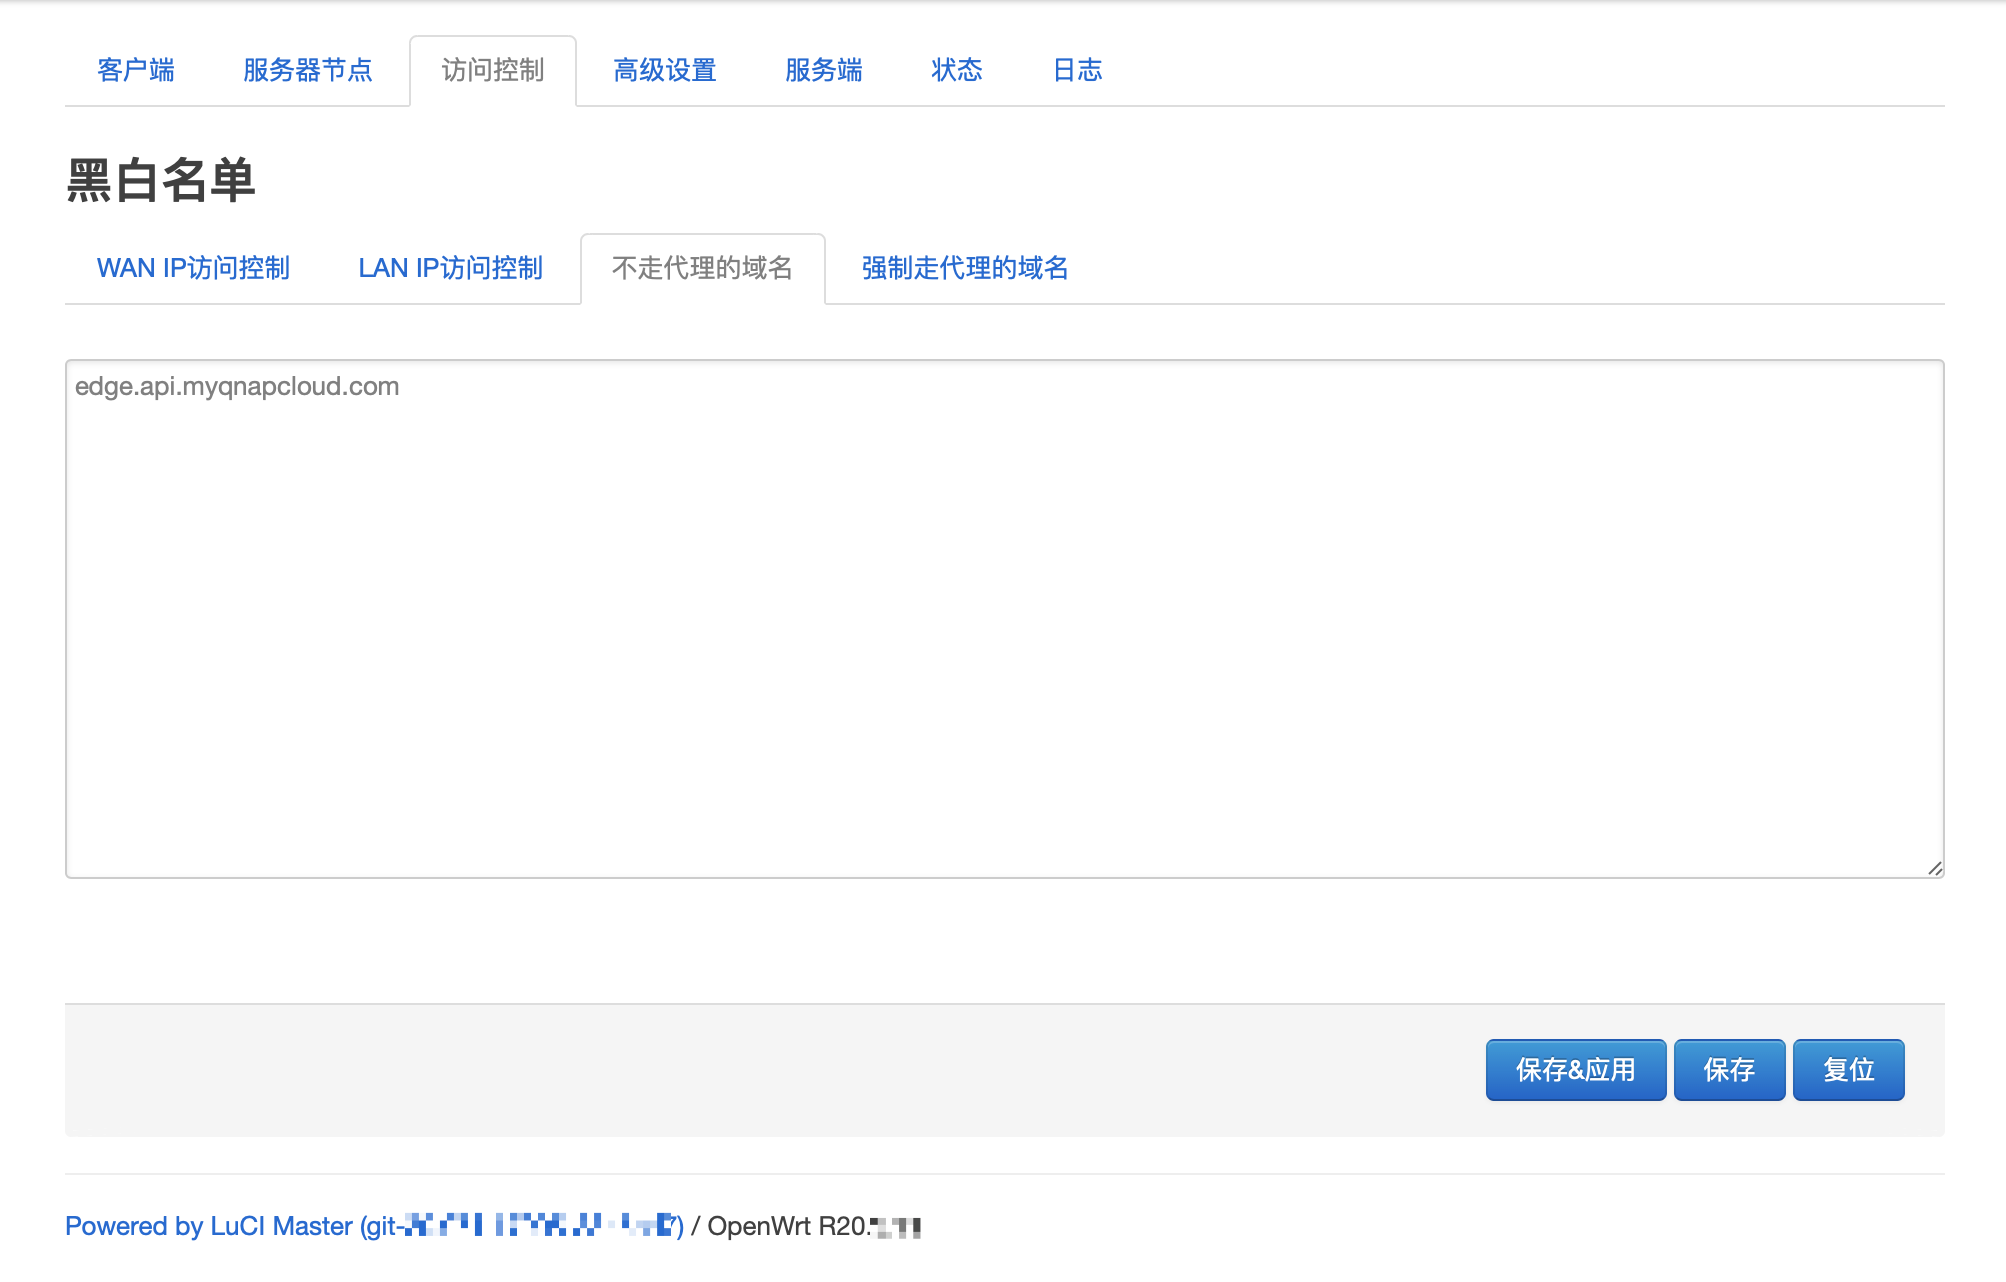 客户端 服务器节点 访问控制 高级设置 服务端 状态 日志
黑白名单
WAN IP访问控制 LAN IP访问控制 不走代理的域名 强制走代理的域名
edge.api.myqnapcloud.com
保存&应用 保存 复位
Powered by LuCI Master (git- ) / OpenWrt R20.